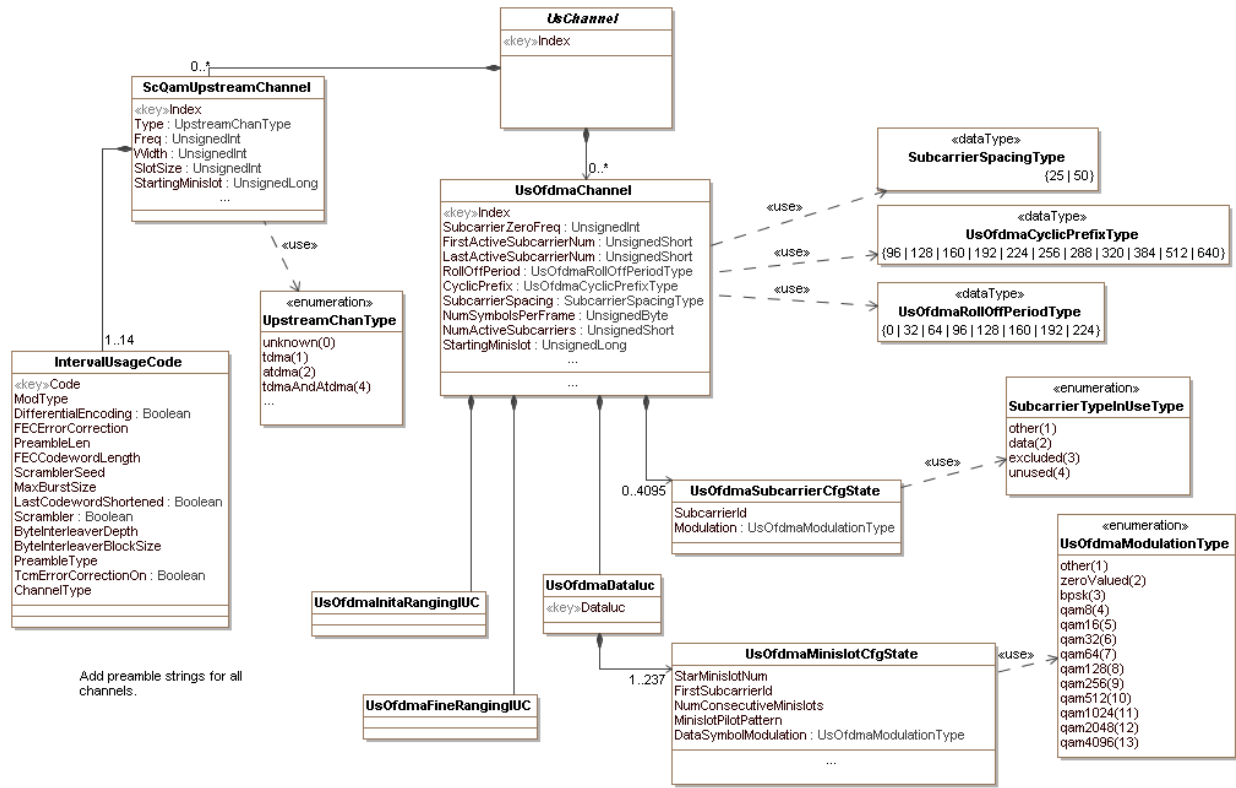 UsChannel
«key»Index
0..*
ScQamUpstreamChannel
«key»Index
Type : UpstreamChanType
Freq : UnsignedInt
Width : UnsignedInt
SlotSize : UnsignedInt
StartingMinislot : UnsignedLong
...
0..*
UsOfdmaChannel
«key»Index
SubcarrierZeroFreq : UnsignedInt
FirstActiveSubcarrierNum : UnsignedShort
LastActiveSubcarrierNum : UnsignedShort
RollOffPeriod : UsOfdmaRollOffPeriodType
CyclicPrefix : UsOfdmaCyclicPrefixType
SubcarrierSpacing : SubcarrierSpacingType
NumSymbolsPerFrame : UnsignedByte
NumActiveSubcarriers : UnsignedShort
StartingMinislot : UnsignedLong
...
...
«use»
«dataType»
SubcarrierSpacingType
{25 | 50}
«use»
«dataType»
UsOfdmaCyclicPrefixType
{96 | 128 | 160 | 192 | 224 | 256 | 288 | 320 | 384 | 512 | 640}
«use»
«dataType»
UsOfdmaRollOffPeriodType
{0 | 32 | 64 | 96 | 128 | 160 | 192 | 224}
«use»
«enumeration»
UpstreamChanType
unknown(0)
tdma(1)
atdma(2)
tdmaAndAtdma(4)
...
1..14
IntervalUsageCode
«key»Code
ModType
DifferentialEncoding : Boolean
FECErrorCorrection
PreambleLen
FECCodewordLength
ScramblerSeed
MaxBurstSize
LastCodewordShortened : Boolean
Scrambler : Boolean
ByteInterleaverDepth
ByteInterleaverBlockSize
PreambleType
TcmErrorCorrectionOn : Boolean
ChannelType
«enumeration»
SubcarrierTypeInUseType
other(1)
data(2)
excluded(3)
unused(4)
«use»
0..4095
UsOfdmaSubcarrierCfgState
SubcarrierId
Modulation : UsOfdmaModulationType
«enumeration»
UsOfdmaModulationType
other(1)
zeroValued(2)
bpsk(3)
qam8(4)
qam16(5)
qam32(6)
qam64(7)
qam128(8)
qam256(9)
qam512(10)
qam1024(11)
qam2048(12)
qam4096(13)
UsOfdmaDataIuc
«key»DataIuc
UsOfdmaInitaRangingIUC
«use»
1..237
UsOfdmaMinislotCfgState
StarMinislotNum
FirstSubcarrierId
NumConsecutiveMinislots
MinislotPilotPattern
DataSymbolModulation : UsOfdmaModulationType
...
UsOfdmaFineRangingIUC
Add preamble strings for all
channels.